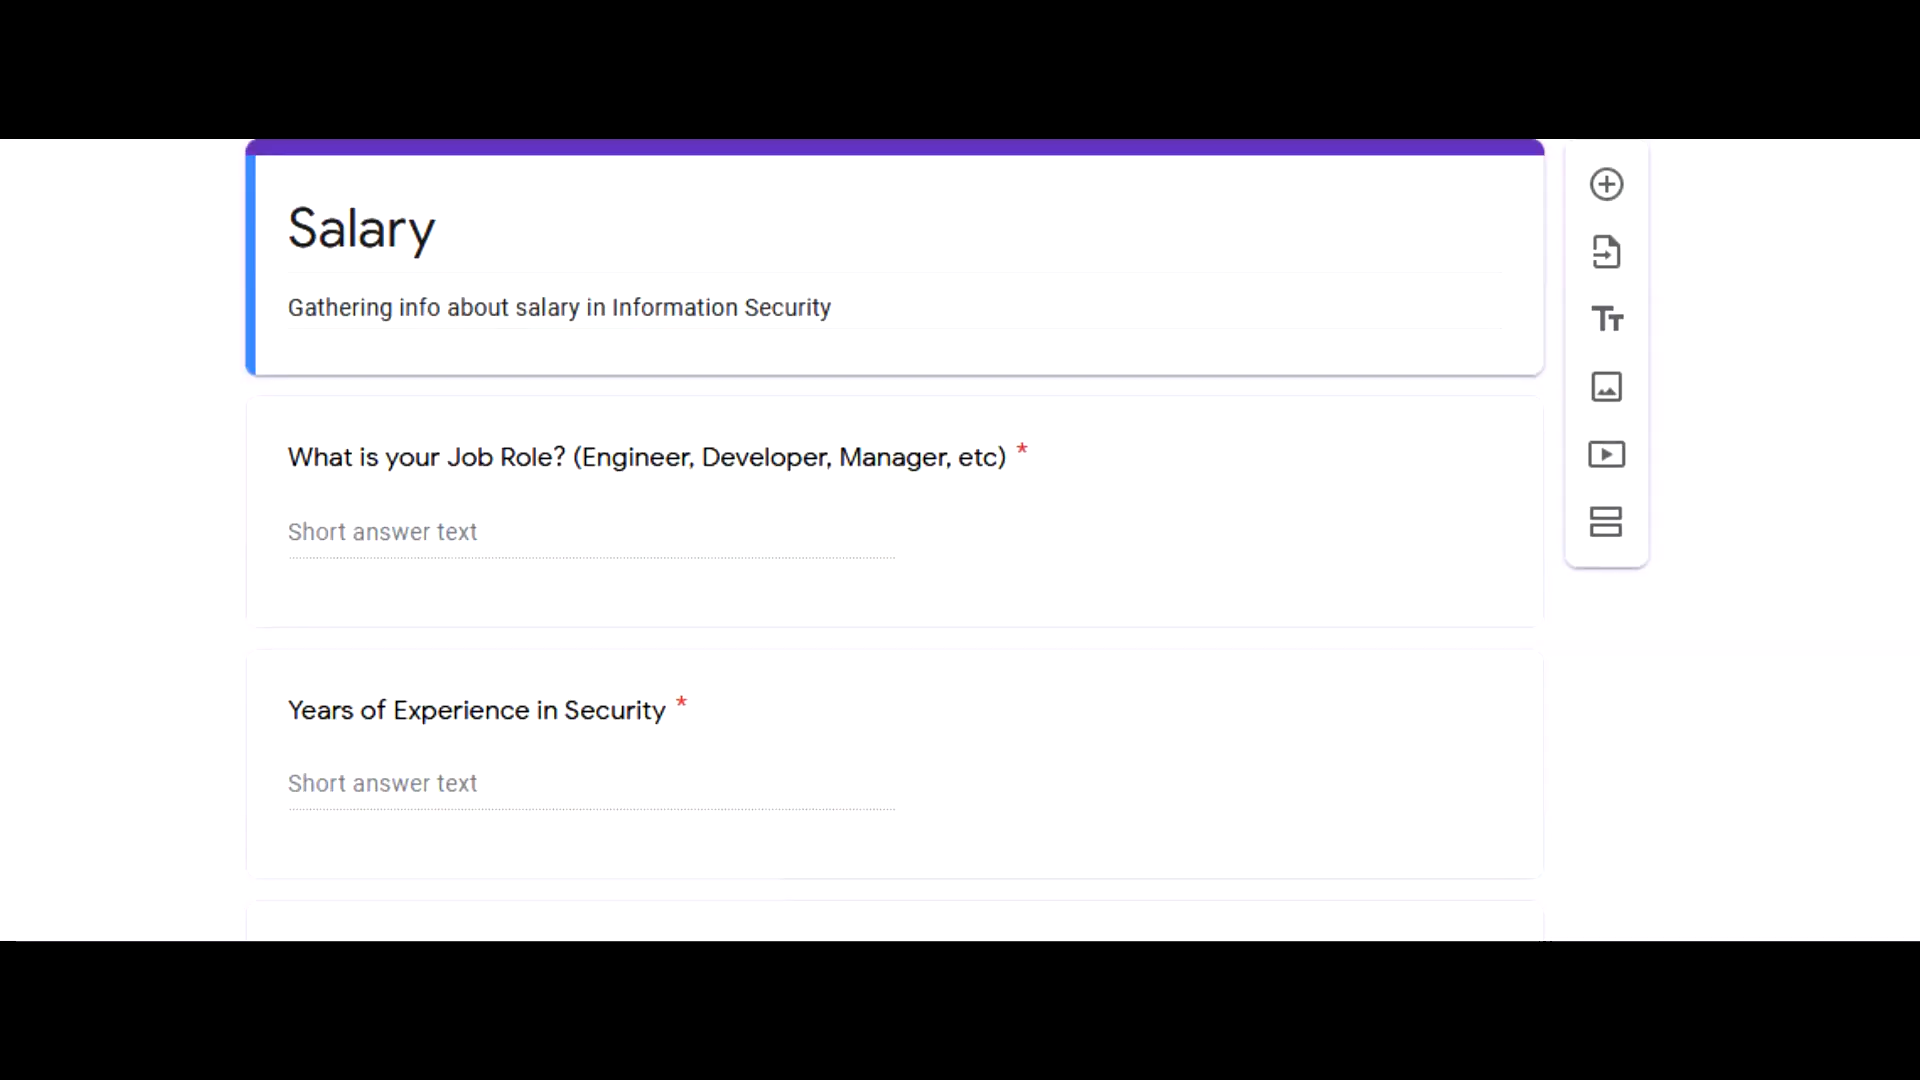 Salary
Gathering info about salary in Information Security
What is your Job Role? (Engineer, Developer, Manager, etc) *
Short answer text
Years of Experience in Security *
Short answer text